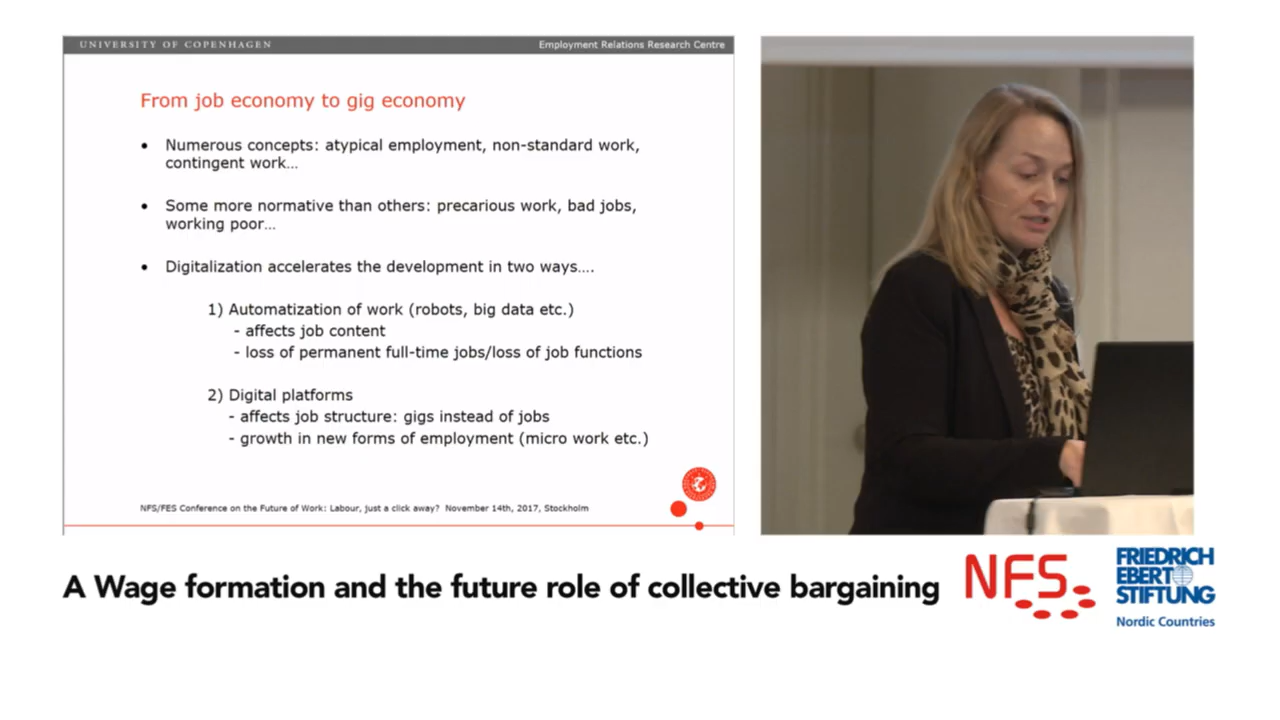 UNIVERSITY OF COPENHAGEN
Employment Relations Research Centre
From job economy to gig economy
• Numerous concepts: atypical employment, non-standard work,
contingent work…
• Some more normative than others: precarious work, bad jobs,
working poor…
• Digitalization accelerates the development in two ways….
1) Automatization of work (robots, big data etc.)
- affects job content
- loss of permanent full-time jobs/loss of job functions
2) Digital platforms
- affects job structure: gigs instead of jobs
- growth in new forms of employment (micro work etc.)
NFS/FES Conference on the Future of Work: Labour, just a click away? November 14th, 2017, Stockholm
A Wage formation and the future role of collective bargaining
NFS
FRIEDRICH
EBERT
STIFTUNG
Nordic Countries